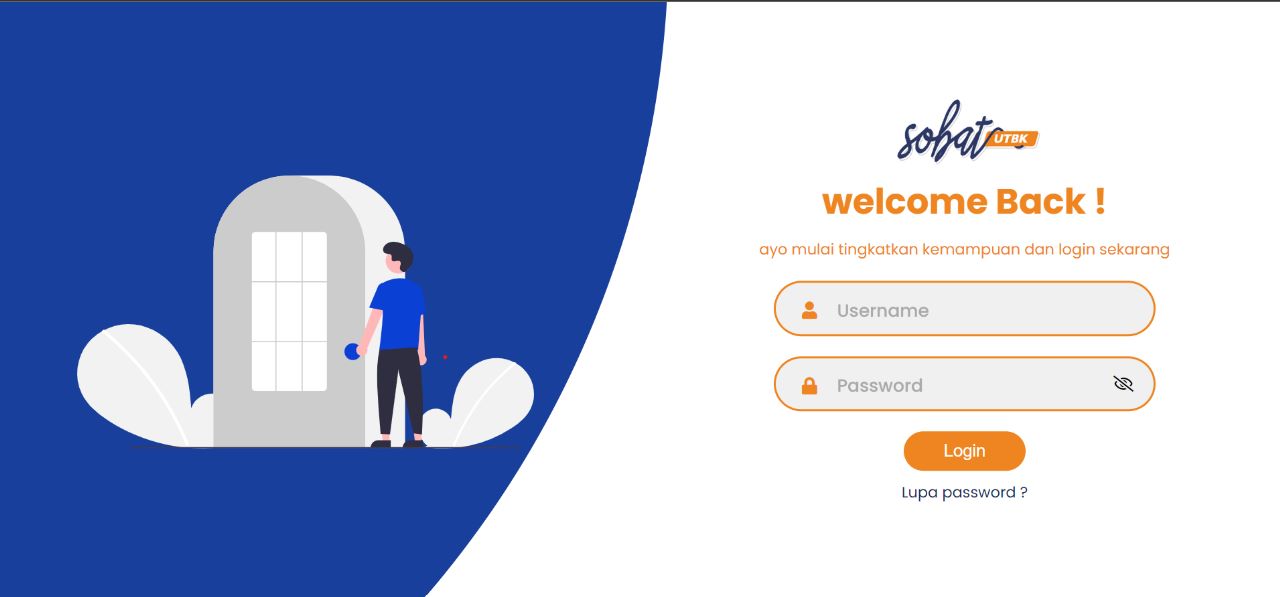 sobat
UTBK
welcome Back !
ayo mulai tingkatkan kemampuan dan login sekarang
Username
Password
Login
Lupa password ?